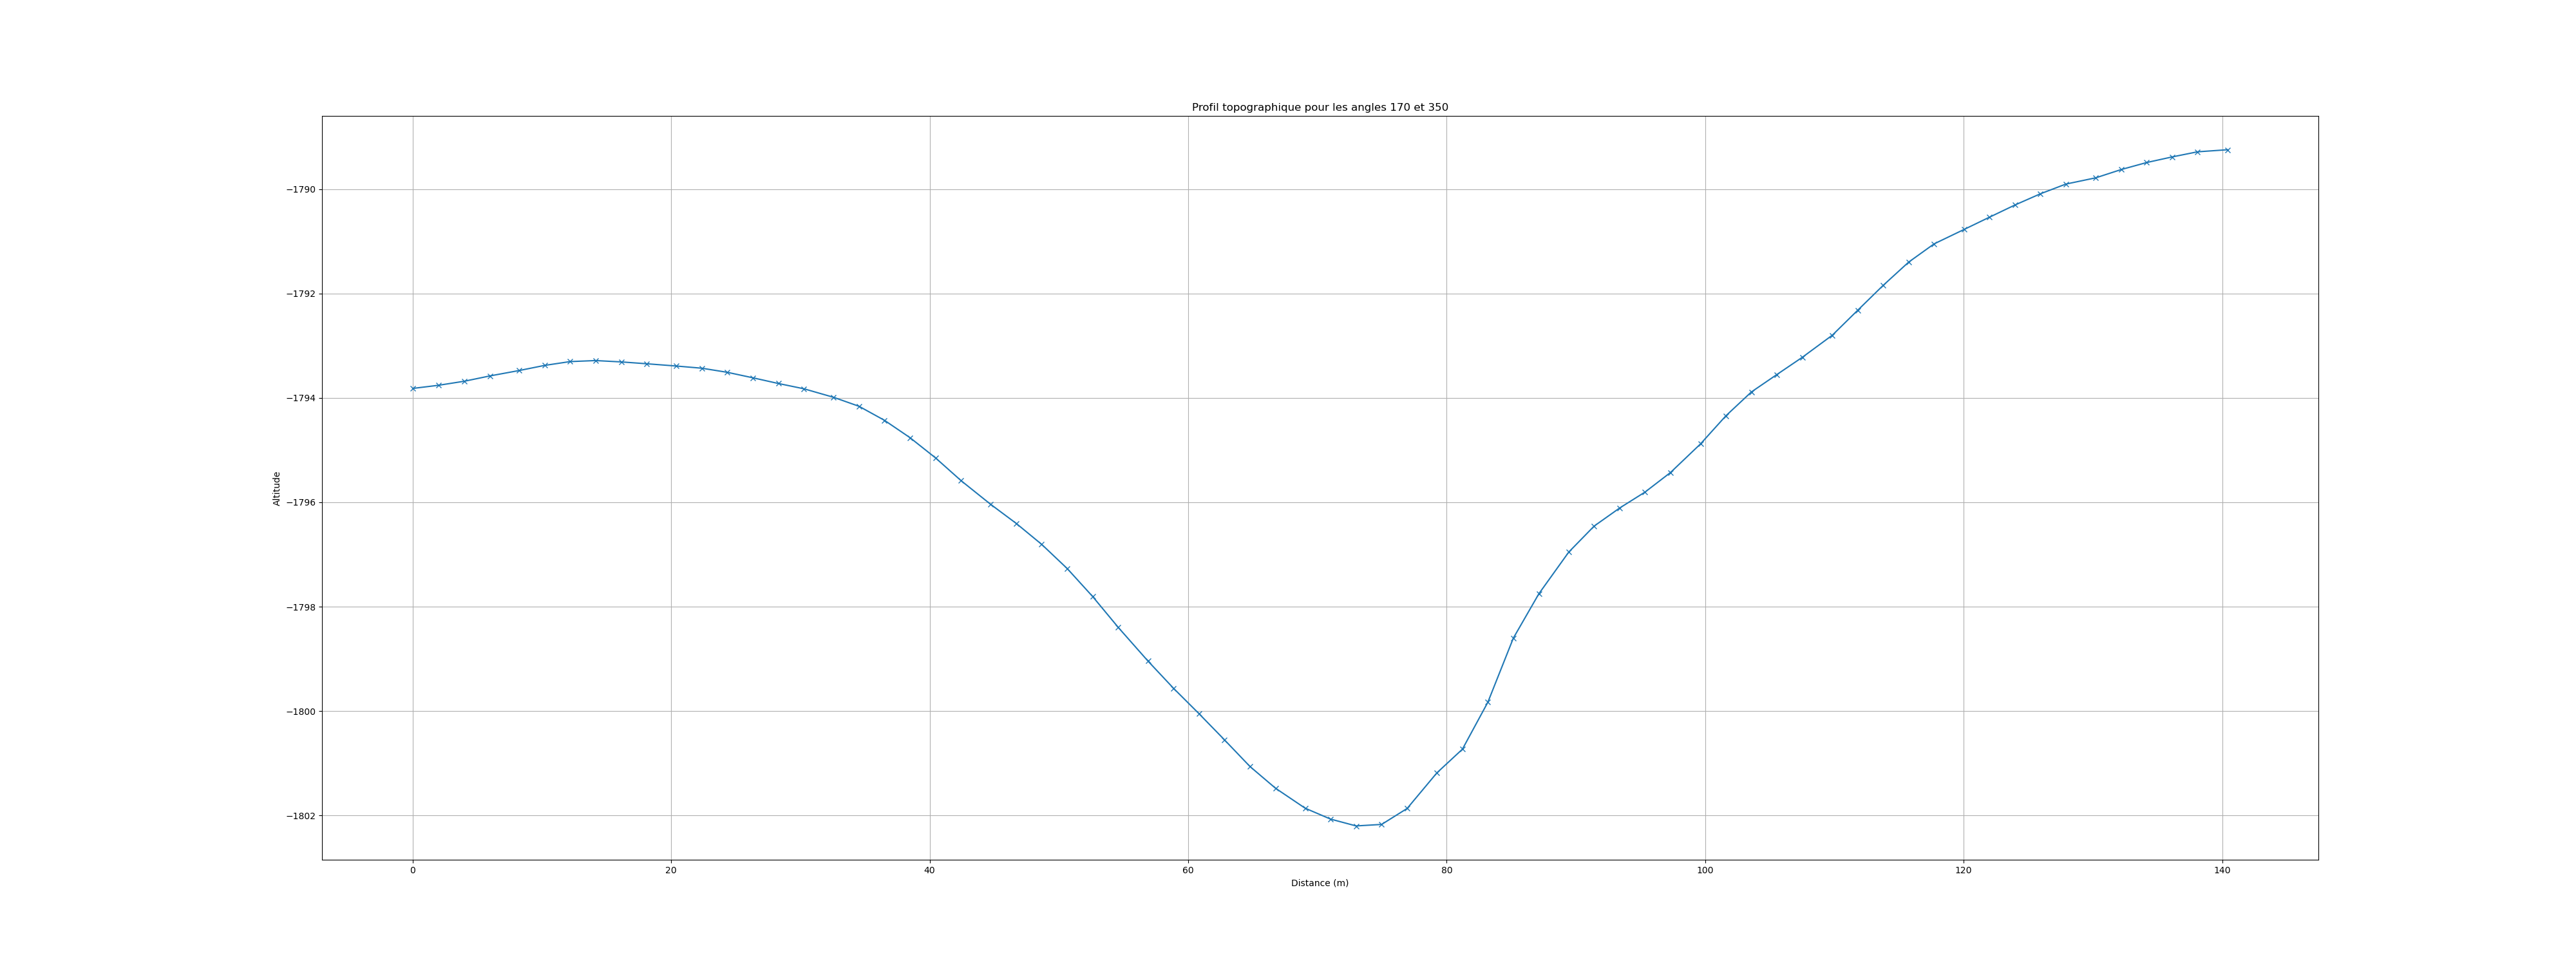 Profil topographique pour les angles 170 et 350
Altitude
−1790
−1792
−1794
−1796
−1798
−1800
−1802
0 20 40 60 80 100 120 140
Distance (m)